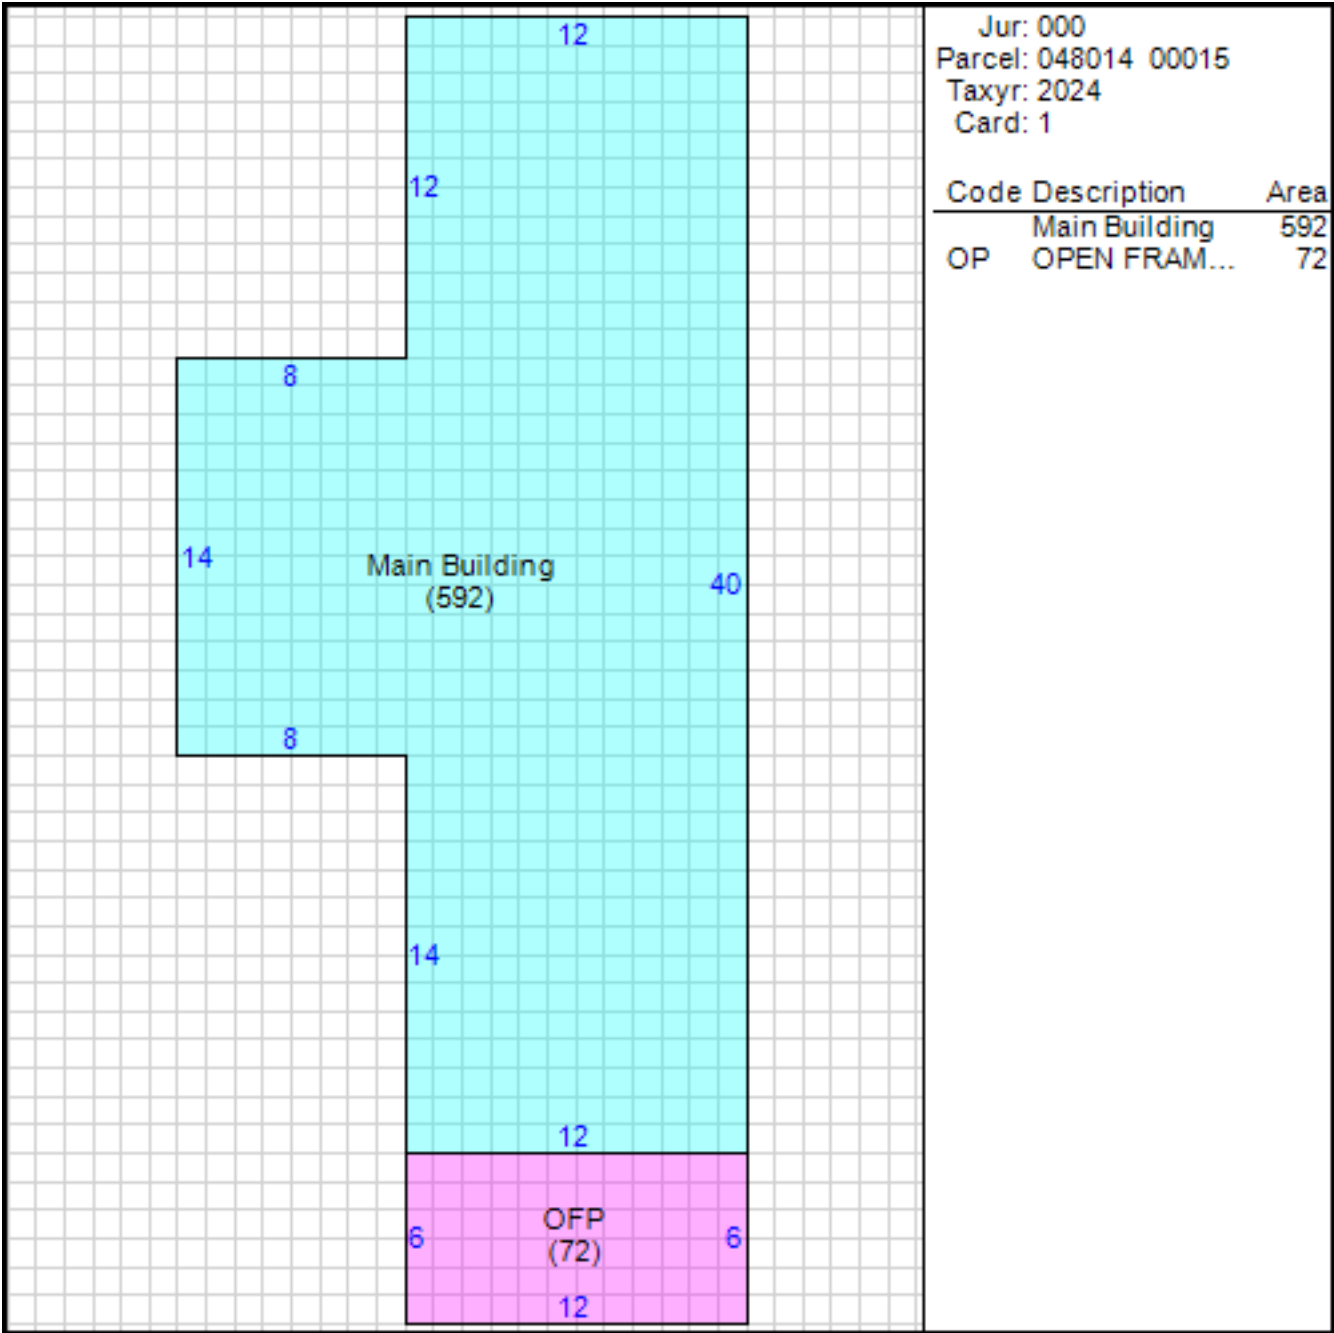 12
12
8
14
Main Building
(592)
40
8
14
12
OFP
(72)
6
6
12
Jur: 000
Parcel: 048014 00015
Taxyr: 2024
Card: 1
Code Description Area
Main Building 592
OP OPEN FRAM... 72